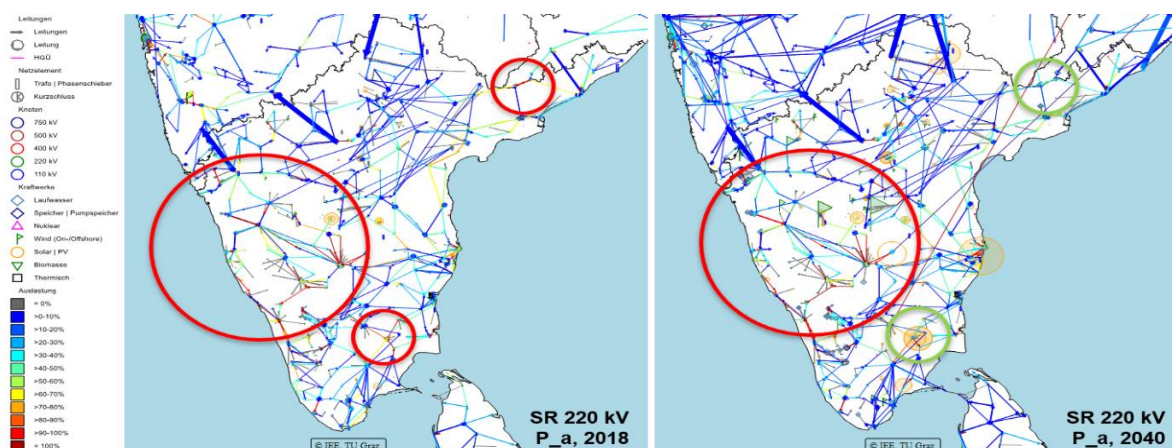 Leitungen
Leitungen
Leitung
HGÜ
Netzelement
Trafo | Phasenschieber
Kurzschluss
Knoten
750 kV
500 kV
400 kV
220 kV
110 kV
Kraftwerke
Laufwasser
Speicher | Pumpspeicher
Nuklear
Wind (On-/Offshore)
Solar | PV
Biomasse
Thermisch
Auslastung
= 0%
>0-10%
>10-20%
>20-30%
>30-40%
>40-50%
>50-60%
>60-70%
>70-80%
>80-90%
>90-100%
= 100%
SR 220 kV
P_a, 2018
© IEE, TU Graz
SR 220 kV
P_a, 2040
© IEE, TU Graz